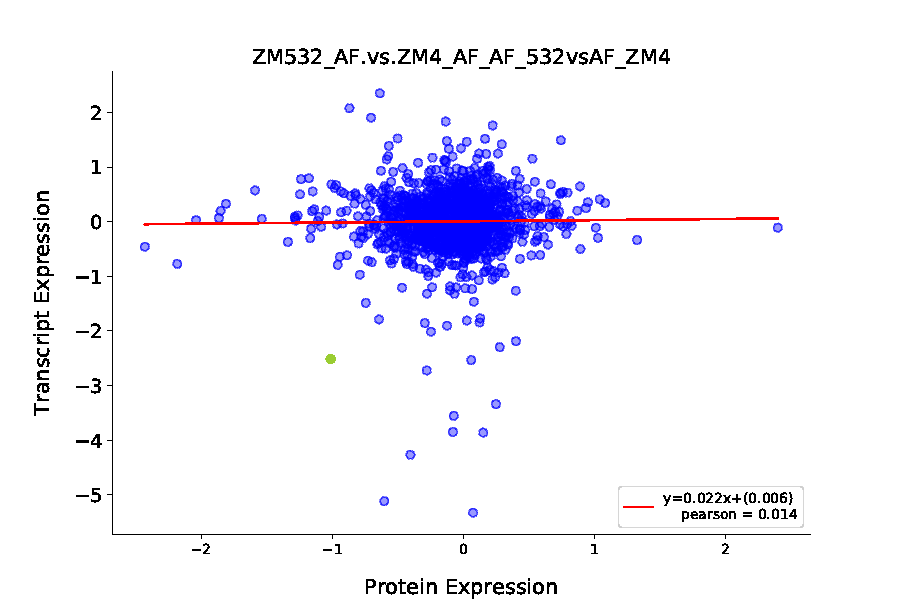 ZM532_AF.vs.ZM4_AF_AF_532vsAF_ZM4
2
1
0
−1
−2
−3
−4
−5
Transcript Expression
y=0.022x+(0.006)
pearson = 0.014
−2
−1
0
1
2
Protein Expression